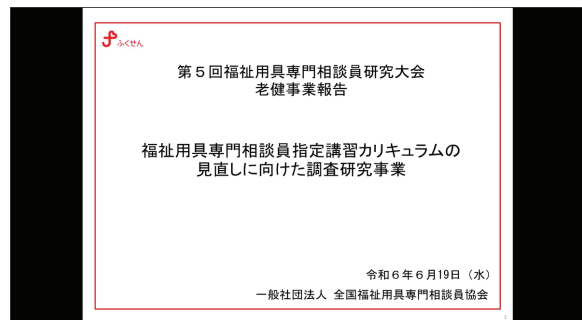 ふくせん
第5回福祉用具専門相談員研究大会
老健事業報告
福祉用具専門相談員指定講習カリキュラムの
見直しに向けた調査研究事業
令和6年6月19日（水）
一般社団法人 全国福祉用具専門相談員協会
1